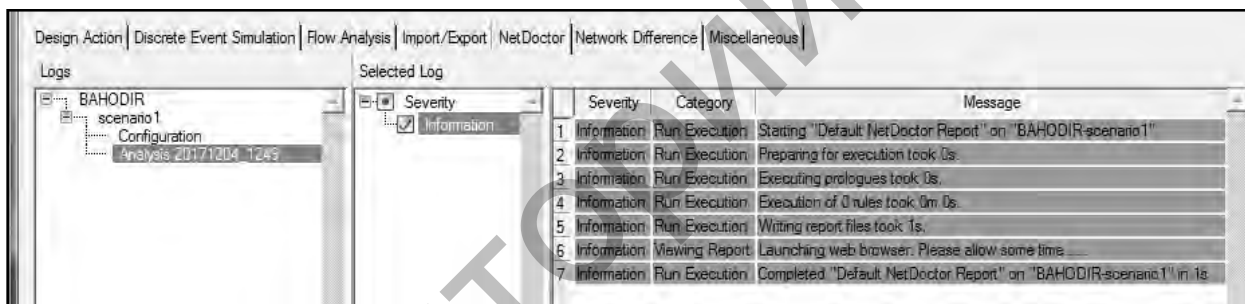 Design Action Discrete Event Simulation Flow Analysis Import/Export NetDoctor Network Difference Miscellaneous
Logs Selected Log
BAHODIR
scenario1
Configuration
Analysis 20171204_1249
Severity
Information
Severity Category Message
1 Information Run Execution Starting "Default NetDoctor Report" on "BAHODIR-scenario1"
2 Information Run Execution Preparing for execution took 0s.
3 Information Run Execution Executing prologues took 0s.
4 Information Run Execution Execution of 0 rules took 0m 0s.
5 Information Run Execution Writing report files took 1s.
6 Information Viewing Report Launching web browser. Please allow some time......
7 Information Run Execution Completed "Default NetDoctor Report" on "BAHODIR-scenario1" in 1s
ТОРИ